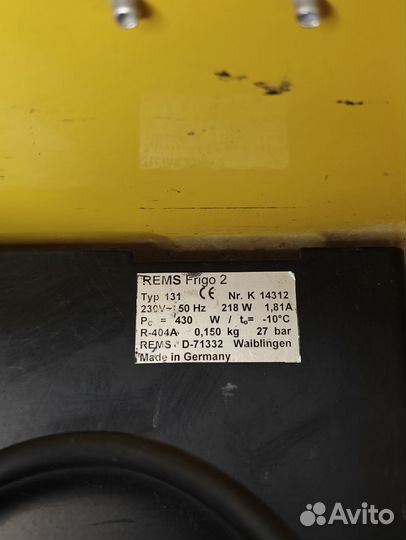 REMS Frigo 2
Typ 131 CE Nr. K 14312
230V~ 50 Hz 218 W 1,81A
Pc = 430 W / to= -10°C
R-404A 0,150 kg 27 bar
REMS D-71332 Waiblingen
Made in Germany
Avito